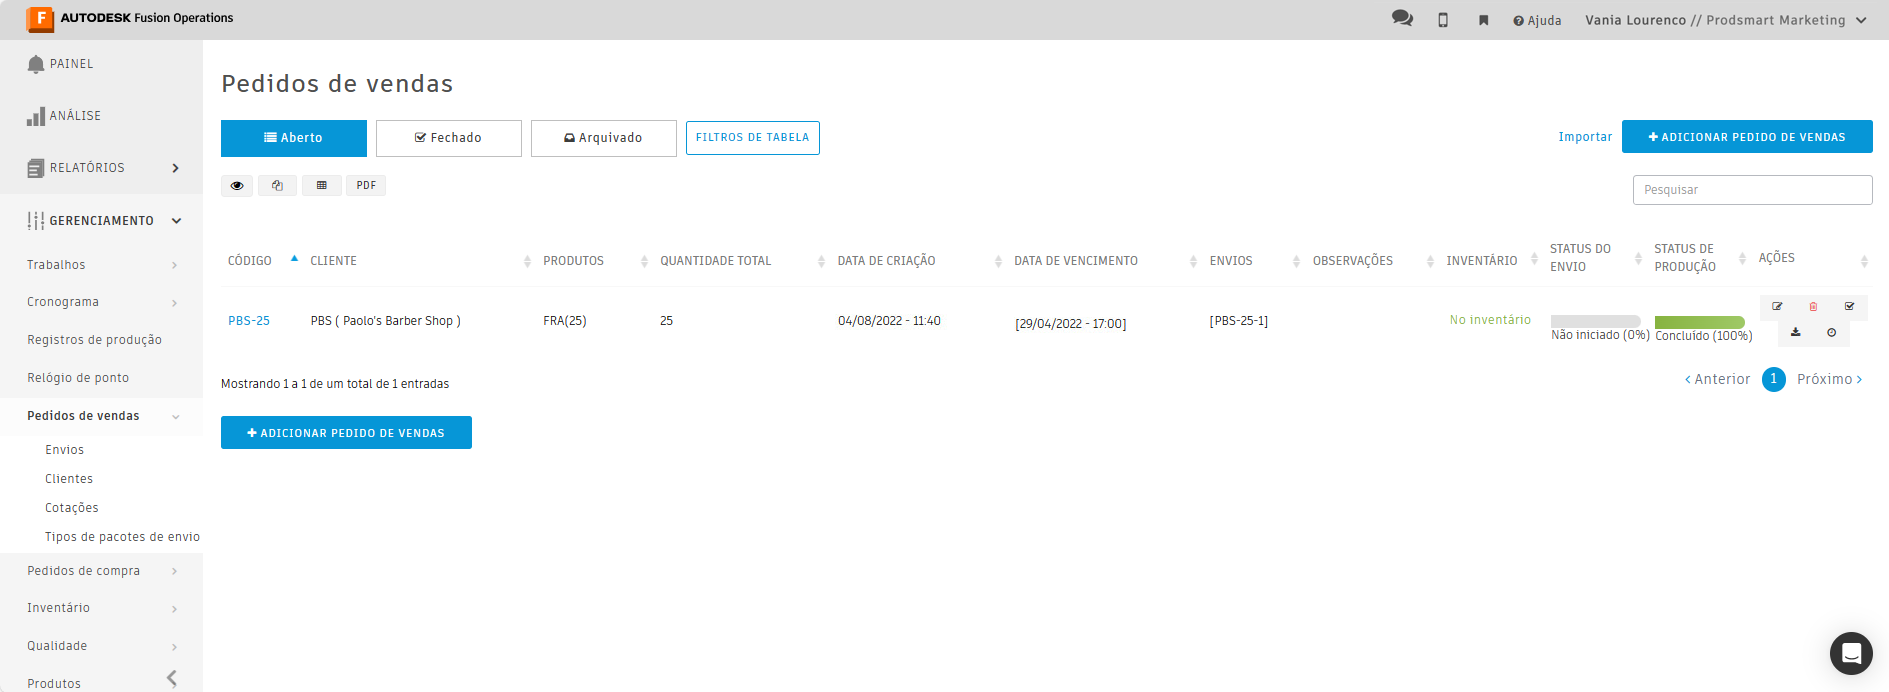 F AUTODESK Fusion Operations
Ajuda
Vania Lourenco // Prodsmart Marketing
PAINEL
ANÁLISE
RELATÓRIOS
GERENCIAMENTO
Trabalhos
Cronograma
Registros de produção
Relógio de ponto
Pedidos de vendas
Envios
Clientes
Cotações
Tipos de pacotes de envio
Pedidos de compra
Inventário
Qualidade
Produtos
Pedidos de vendas
Aberto
Fechado
Arquivado
FILTROS DE TABELA
Importar
ADICIONAR PEDIDO DE VENDAS
PDF
Pesquisar
CÓDIGO
CLIENTE
PRODUTOS
QUANTIDADE TOTAL
DATA DE CRIAÇÃO
DATA DE VENCIMENTO
ENVIOS
OBSERVAÇÕES
INVENTÁRIO
STATUS DO
ENVIO
STATUS DE
PRODUÇÃO
AÇÕES
PBS-25
PBS ( Paolo's Barber Shop )
FRA(25)
25
04/08/2022 - 11:40
[29/04/2022 - 17:00]
[PBS-25-1]
No inventário
Não iniciado (0%)
Concluído (100%)
Mostrando 1 a 1 de um total de 1 entradas
Anterior
1
Próximo
ADICIONAR PEDIDO DE VENDAS